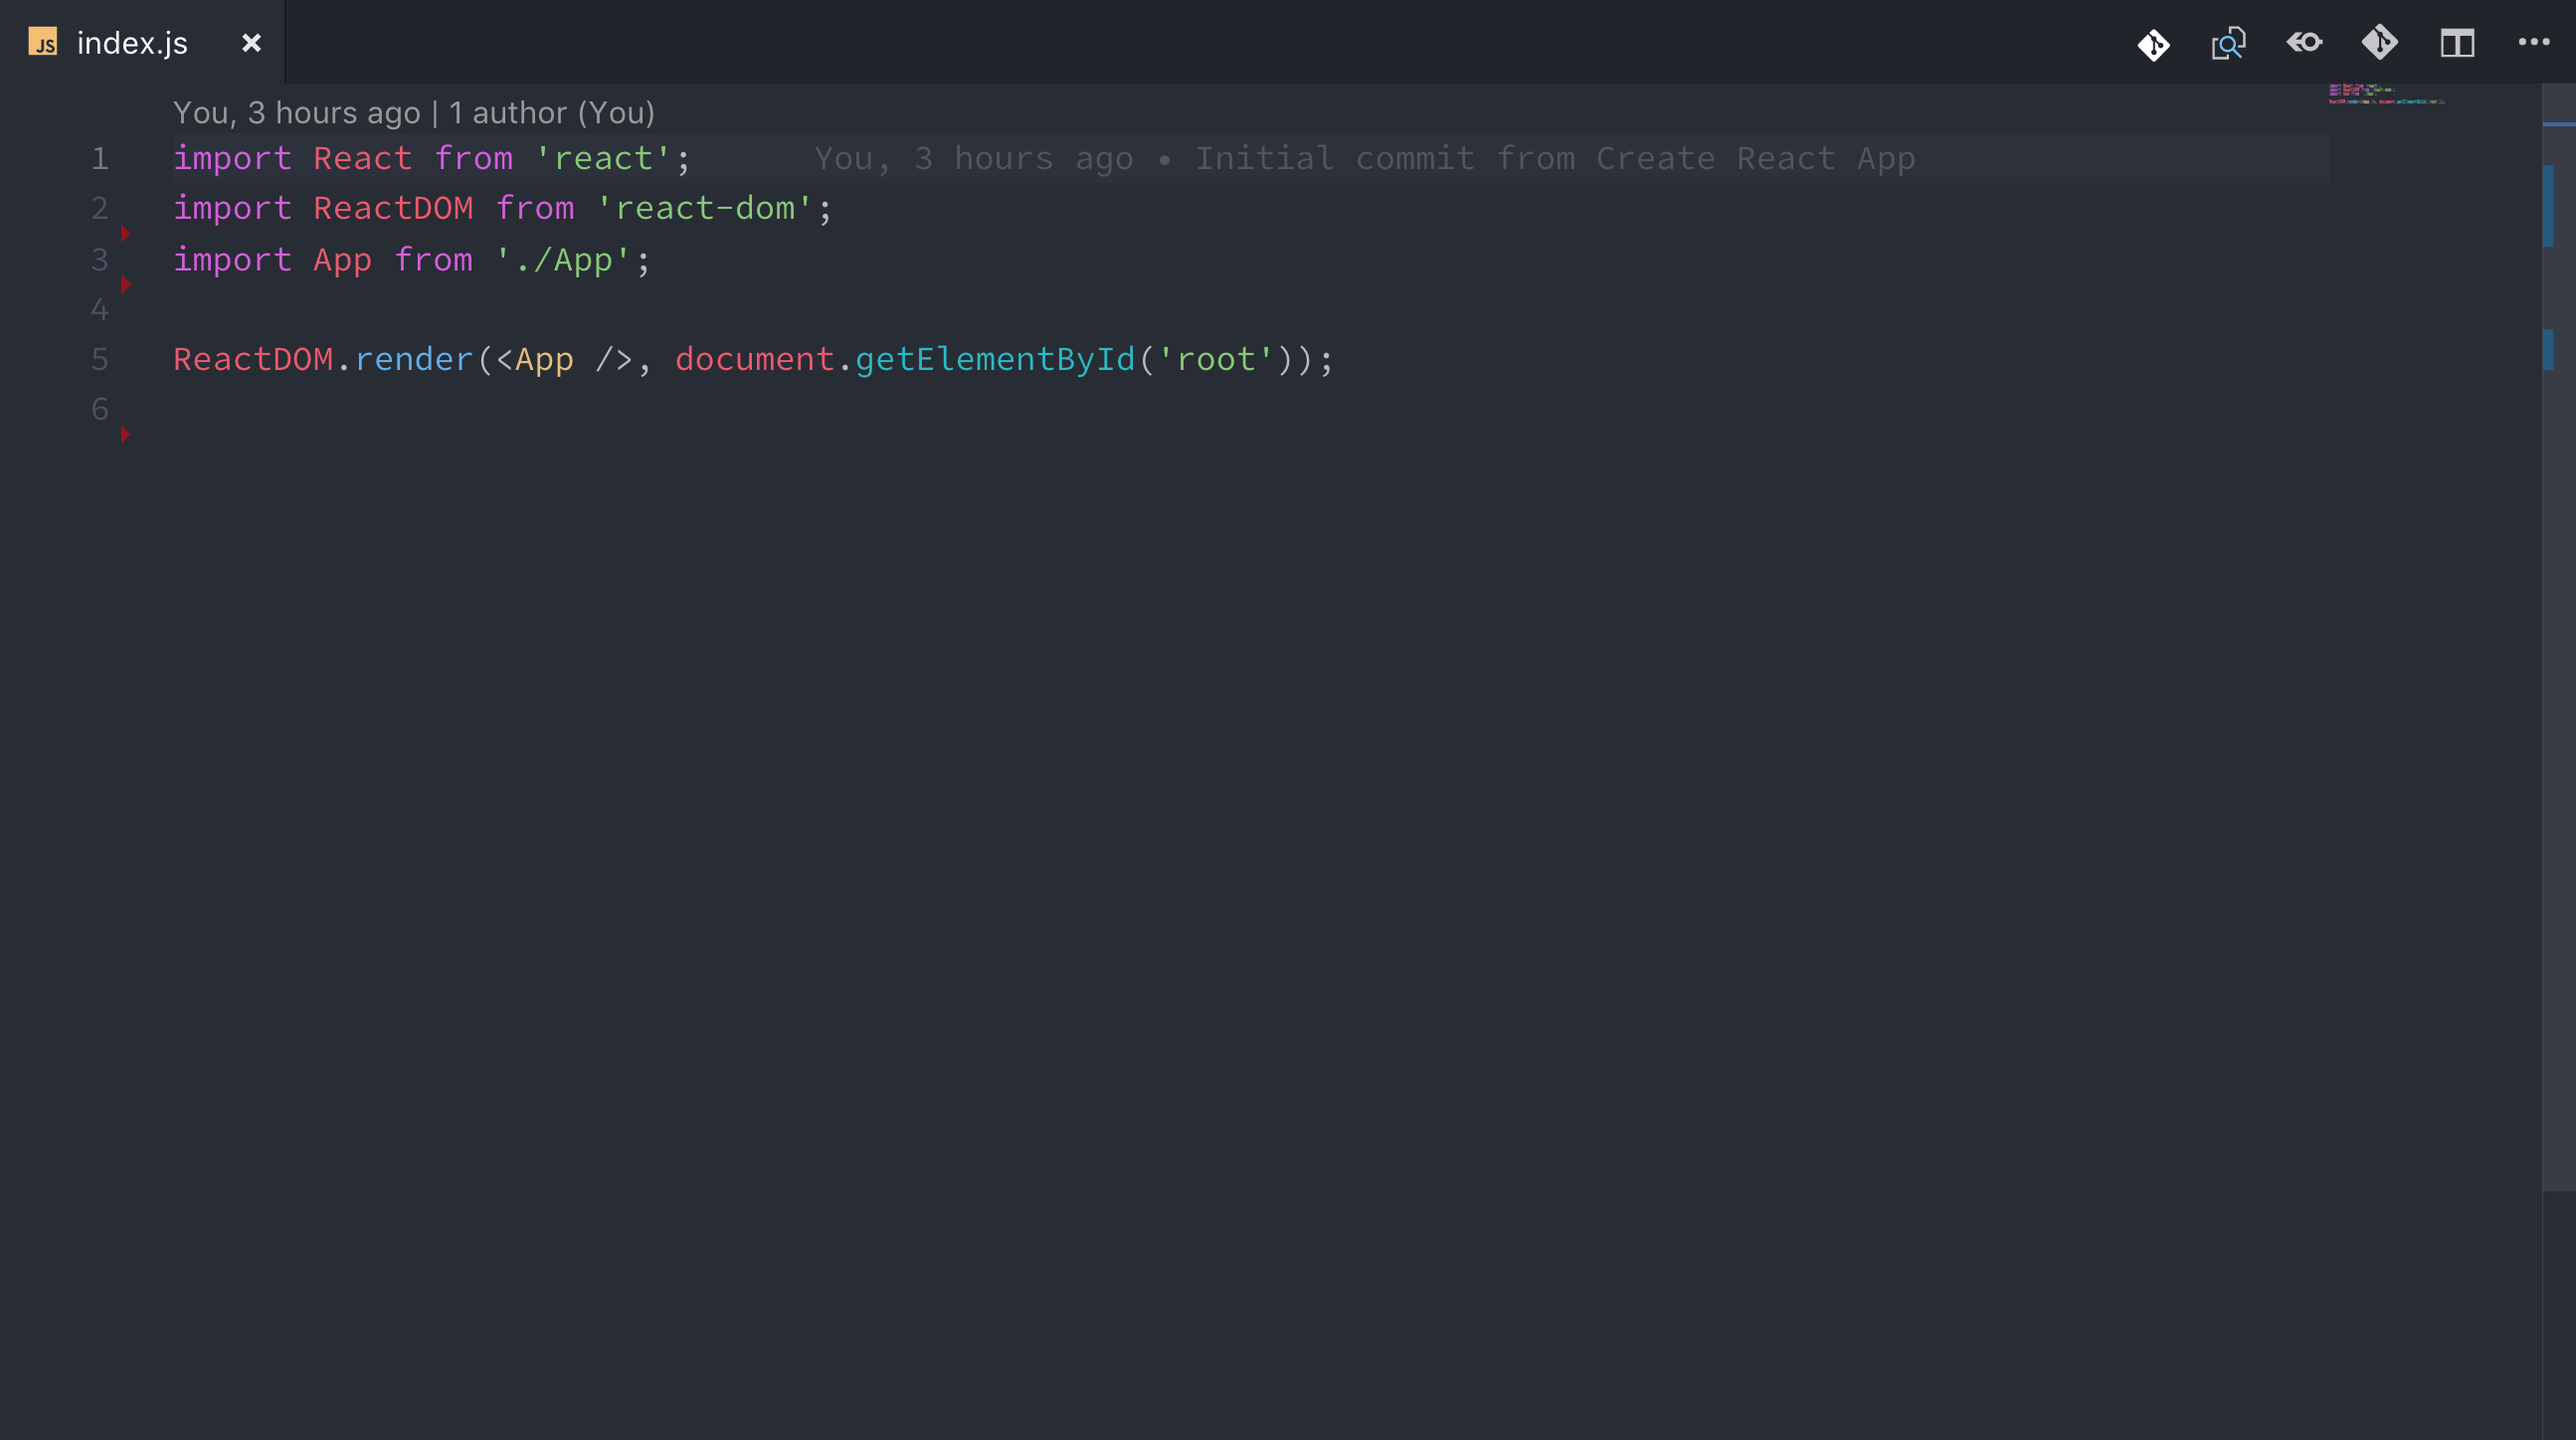 JS index.js
You, 3 hours ago | 1 author (You)
1 import React from 'react'; You, 3 hours ago • Initial commit from Create React App
2 import ReactDOM from 'react-dom';
3 import App from './App';
4
5 ReactDOM.render(<App />, document.getElementById('root'));
6